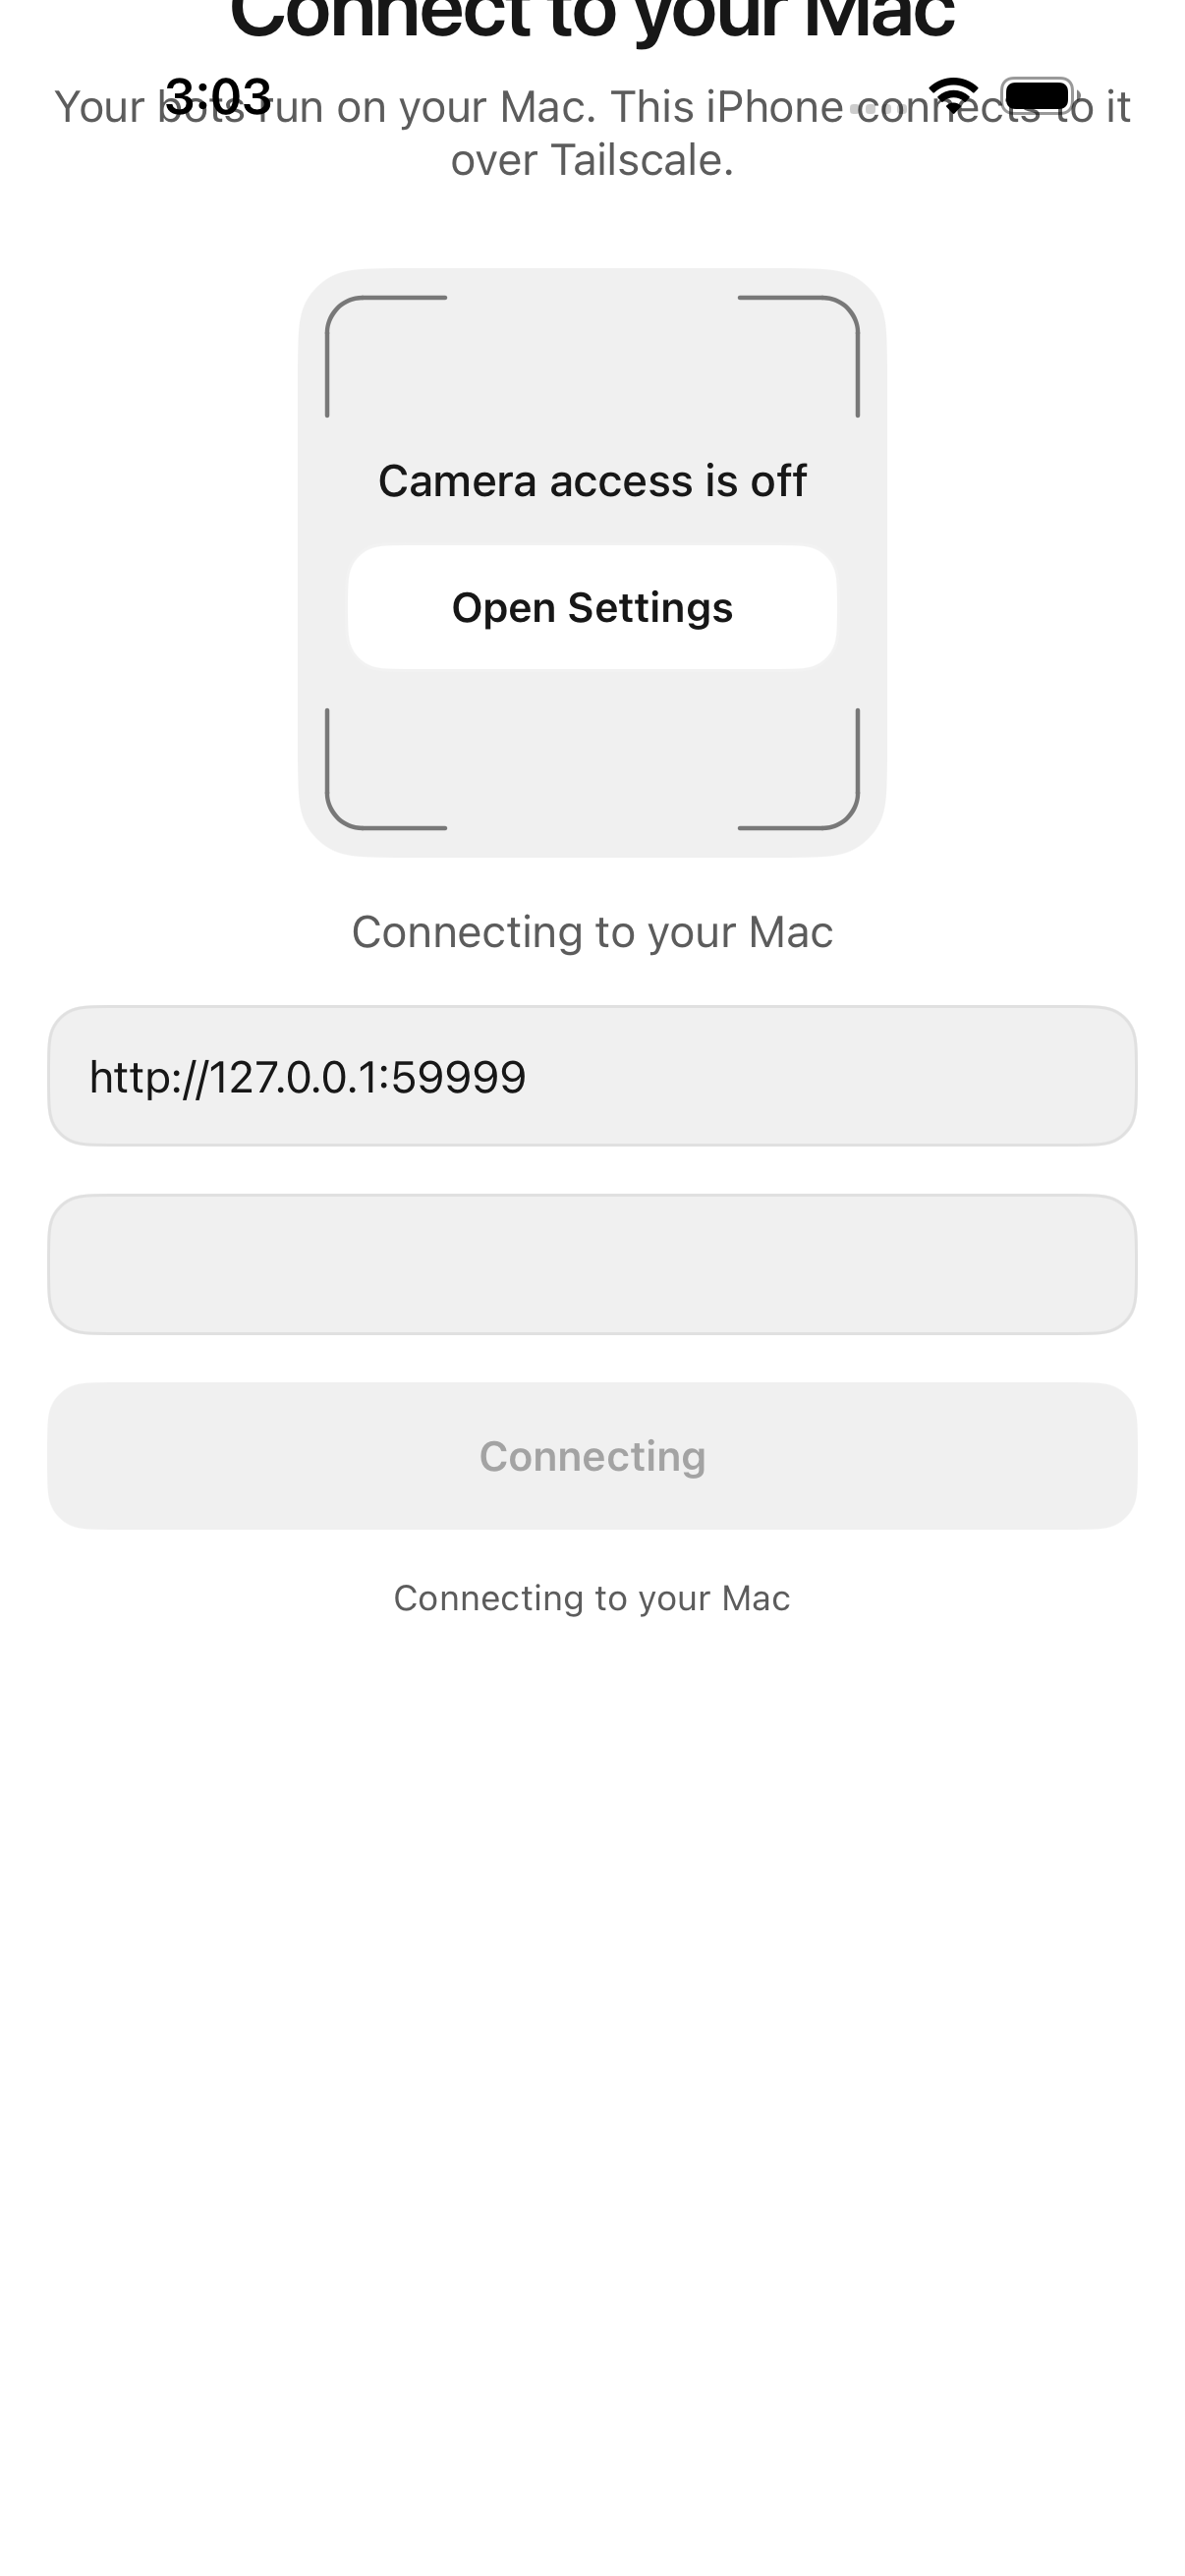 Connect to your Mac
3:03
Your bots run on your Mac. This iPhone connects to it
over Tailscale.
Camera access is off
Open Settings
Connecting to your Mac
http://127.0.0.1:59999
Connecting
Connecting to your Mac